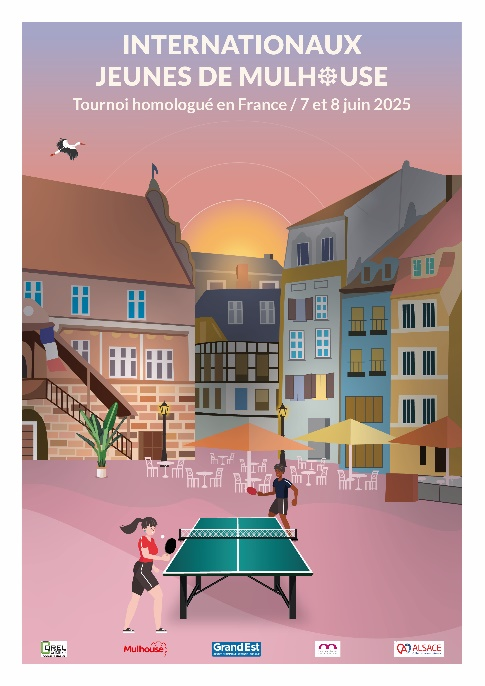 INTERNATIONAUX
JEUNES DE MULHOUSE
Tournoi homologué en France / 7 et 8 juin 2025
Mulhouse
Grand Est
ALSACE